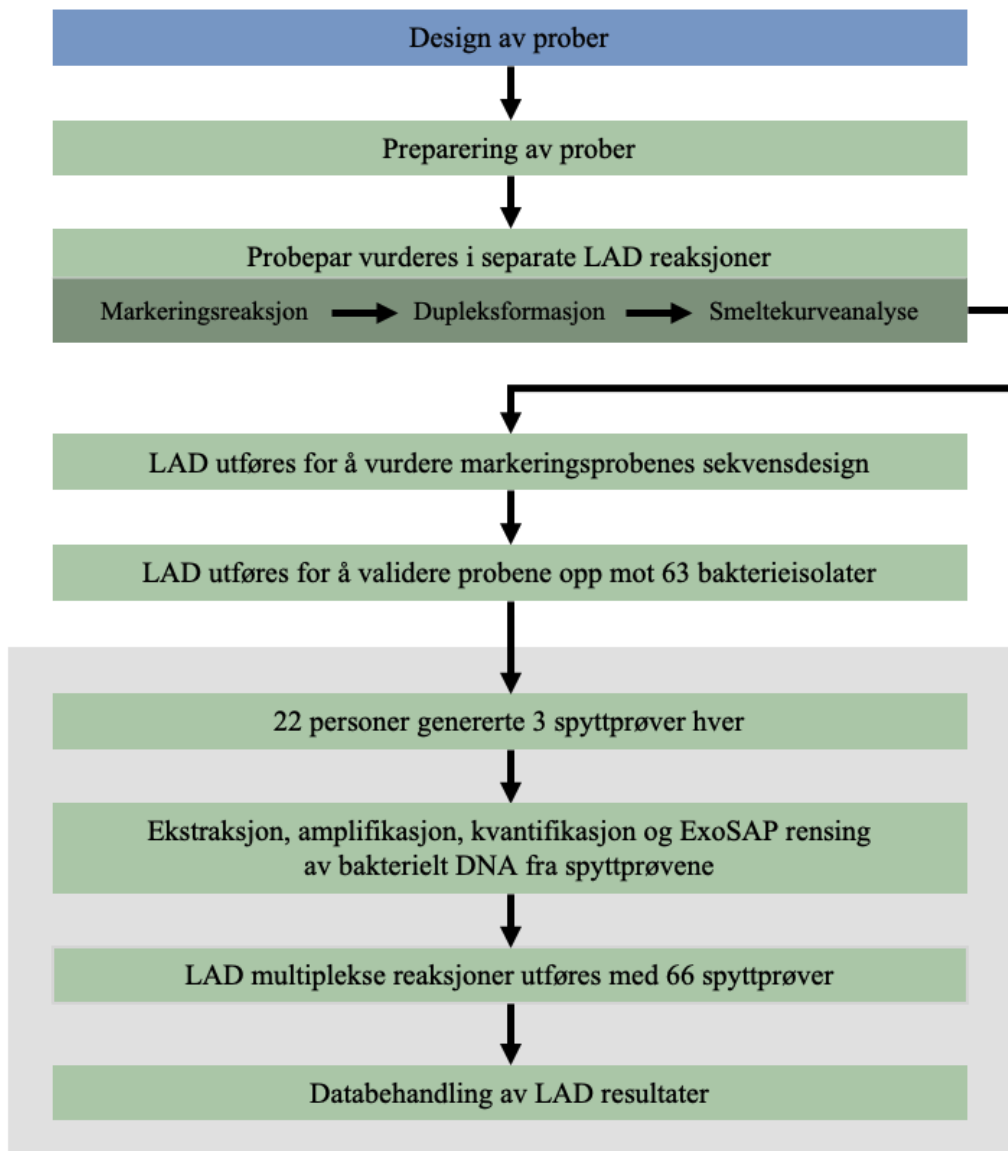 Design av prober
Preparering av prober
Probepar vurderes i separate LAD reaksjoner
Markeringsreaksjon Dupleksformasjon Smeltekurveanalyse
LAD utføres for å vurdere markeringsprobenes sekvensdesign
LAD utføres for å validere probene opp mot 63 bakterieisolater
22 personer genererte 3 spyttprøver hver
Ekstraksjon, amplifikasjon, kvantifikasjon og ExoSAP rensing
av bakterielt DNA fra spyttprøvene
LAD multiplekse reaksjoner utføres med 66 spyttprøver
Databehandling av LAD resultater